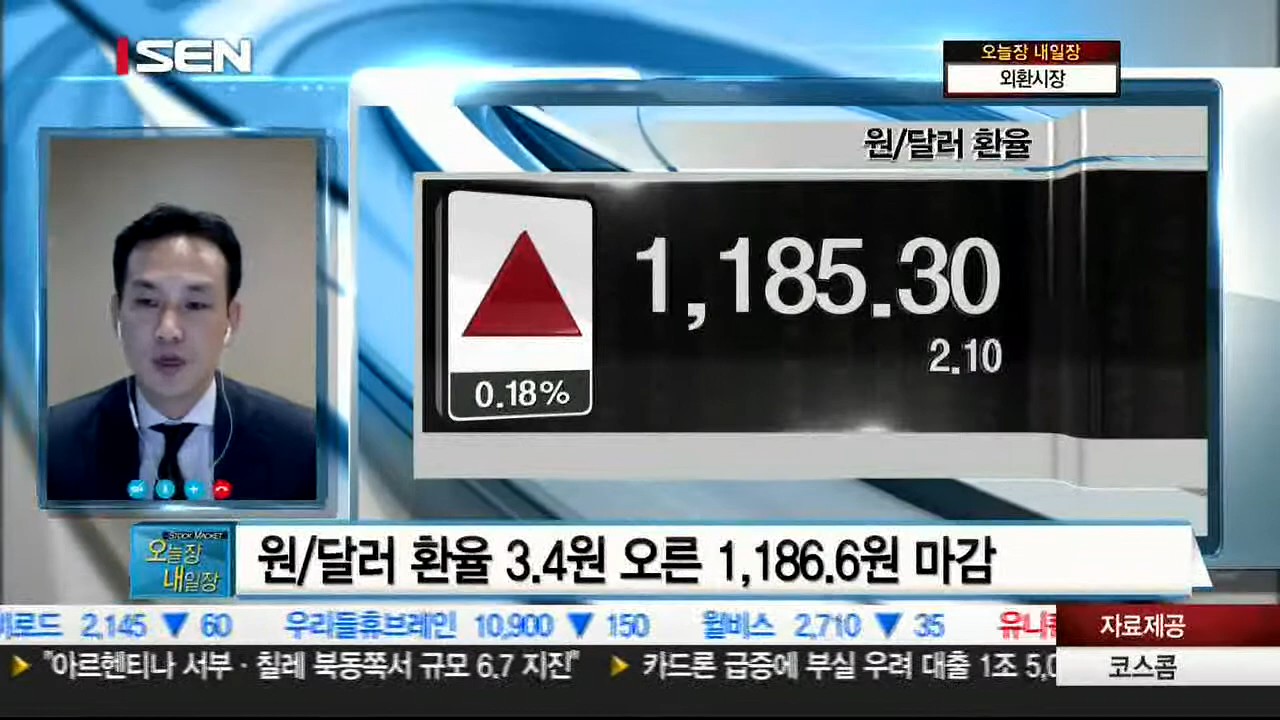 SEN
오늘장 내일장
외환시장
원/달러 환율
1,185.30
2.10
0.18%
STOCK MARKET
오늘장
내일장
원/달러 환율 3.4원 오른 1,186.6원 마감
2,145 ▼ 60 우리들휴브레인 10,900 ▼ 150 윌비스 2,710 ▼ 35
자료제공
"아르헨티나 서부·칠레 북동쪽서 규모 6.7 지진" 카드론 급증에 부실 우려 대출 1조
코스콤